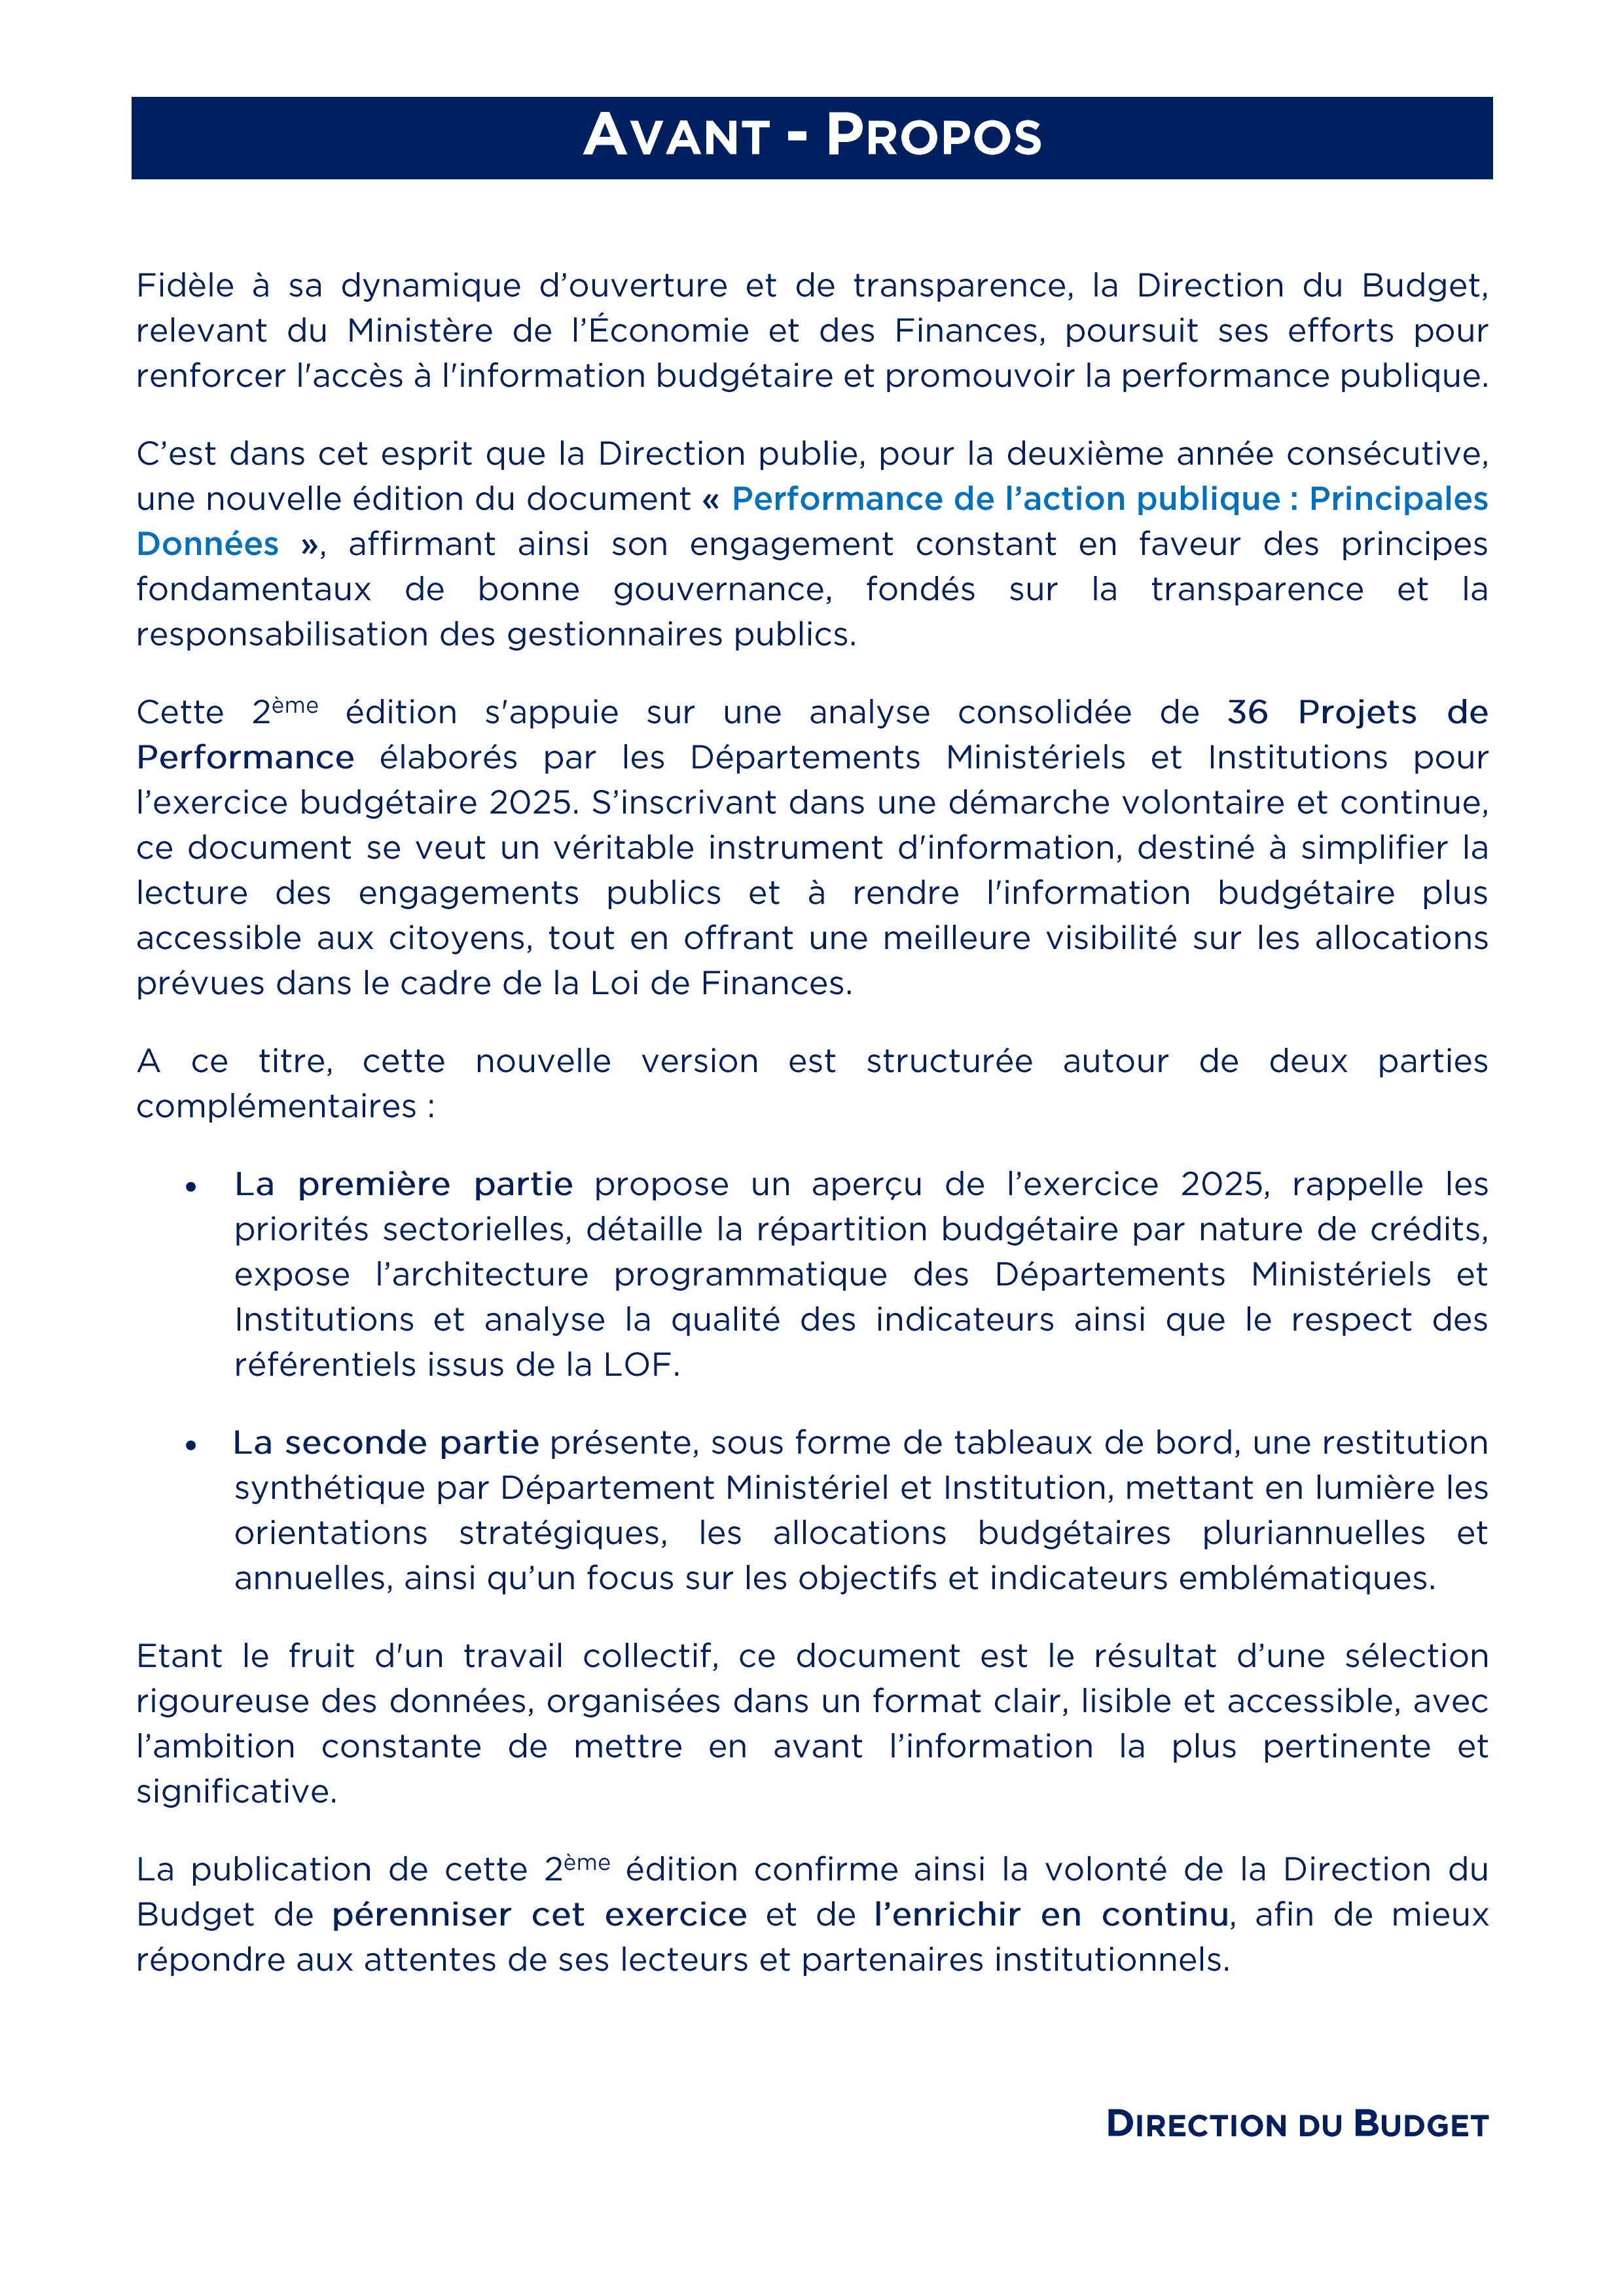 AVANT - PROPOS
Fidèle à sa dynamique d’ouverture et de transparence, la Direction du Budget,
relevant du Ministère de l’Économie et des Finances, poursuit ses efforts pour
renforcer l'accès à l'information budgétaire et promouvoir la performance publique.
C’est dans cet esprit que la Direction publie, pour la deuxième année consécutive,
une nouvelle édition du document « Performance de l’action publique : Principales
Données », affirmant ainsi son engagement constant en faveur des principes
fondamentaux de bonne gouvernance, fondés sur la transparence et la
responsabilisation des gestionnaires publics.
Cette 2ème édition s'appuie sur une analyse consolidée de 36 Projets de
Performance élaborés par les Départements Ministériels et Institutions pour
l’exercice budgétaire 2025. S’inscrivant dans une démarche volontaire et continue,
ce document se veut un véritable instrument d'information, destiné à simplifier la
lecture des engagements publics et à rendre l'information budgétaire plus
accessible aux citoyens, tout en offrant une meilleure visibilité sur les allocations
prévues dans le cadre de la Loi de Finances.
A ce titre, cette nouvelle version est structurée autour de deux parties
complémentaires :
• La première partie propose un aperçu de l’exercice 2025, rappelle les
priorités sectorielles, détaille la répartition budgétaire par nature de crédits,
expose l’architecture programmatique des Départements Ministériels et
Institutions et analyse la qualité des indicateurs ainsi que le respect des
référentiels issus de la LOF.
• La seconde partie présente, sous forme de tableaux de bord, une restitution
synthétique par Département Ministériel et Institution, mettant en lumière les
orientations stratégiques, les allocations budgétaires pluriannuelles et
annuelles, ainsi qu’un focus sur les objectifs et indicateurs emblématiques.
Etant le fruit d'un travail collectif, ce document est le résultat d’une sélection
rigoureuse des données, organisées dans un format clair, lisible et accessible, avec
l’ambition constante de mettre en avant l’information la plus pertinente et
significative.
La publication de cette 2ème édition confirme ainsi la volonté de la Direction du
Budget de pérenniser cet exercice et de l’enrichir en continu, afin de mieux
répondre aux attentes de ses lecteurs et partenaires institutionnels.
DIRECTION DU BUDGET